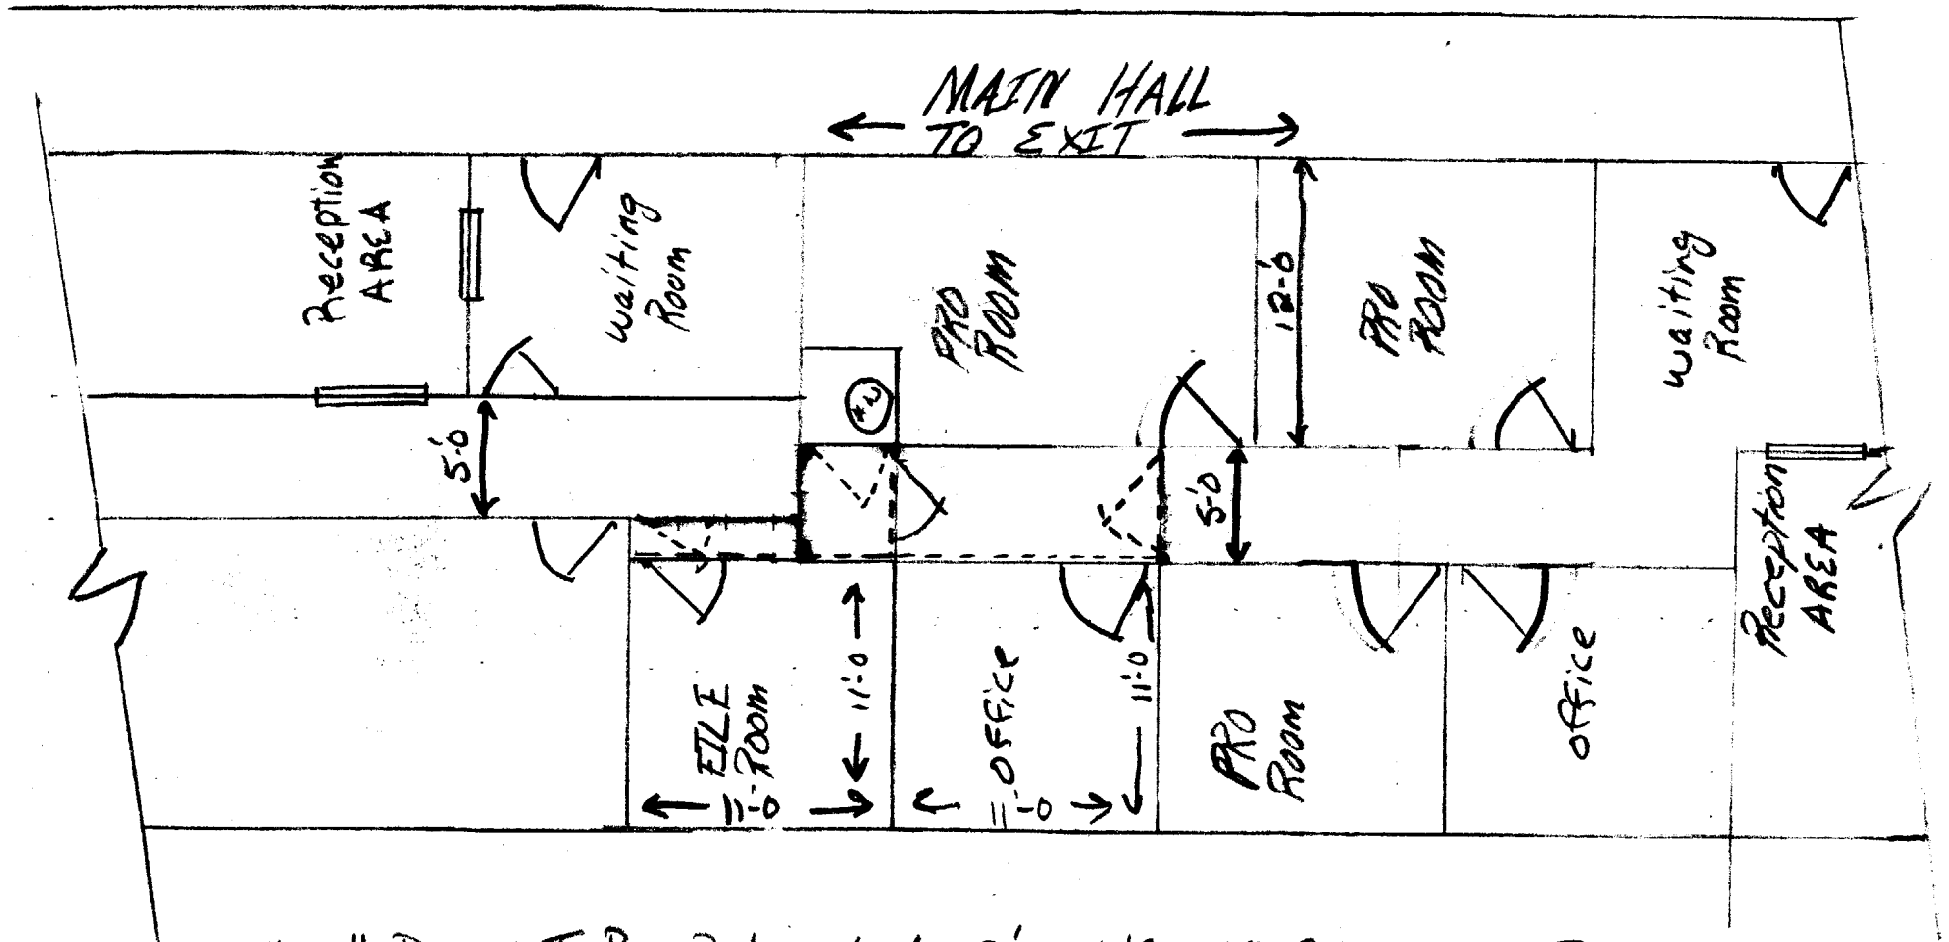 MAIN HALL
TO EXIT
Reception
AREA
waiting
Room
PRO
ROOM
12'-0
PRO
ROOM
waiting
Room
5'-0
*2
5'-0
Reception
AREA
FILE
ROOM
11'-0
11'-0
office
11'-0
11'-0
PRO
ROOM
office